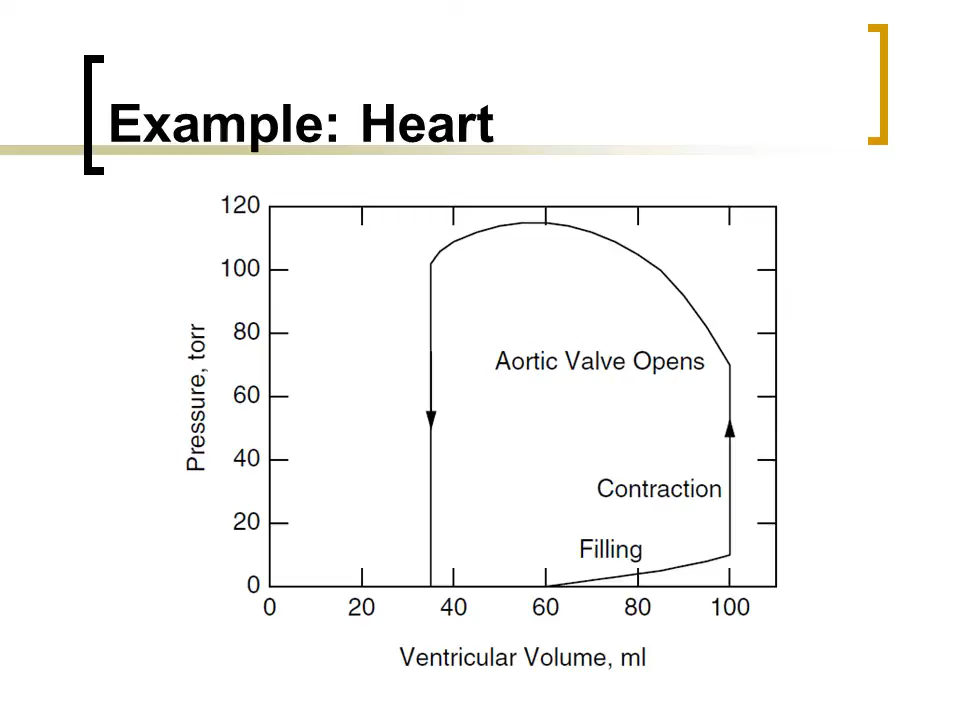 Example: Heart
120
100
80
60
40
20
0
Pressure, torr
Aortic Valve Opens
Contraction
Filling
0 20 40 60 80 100
Ventricular Volume, ml